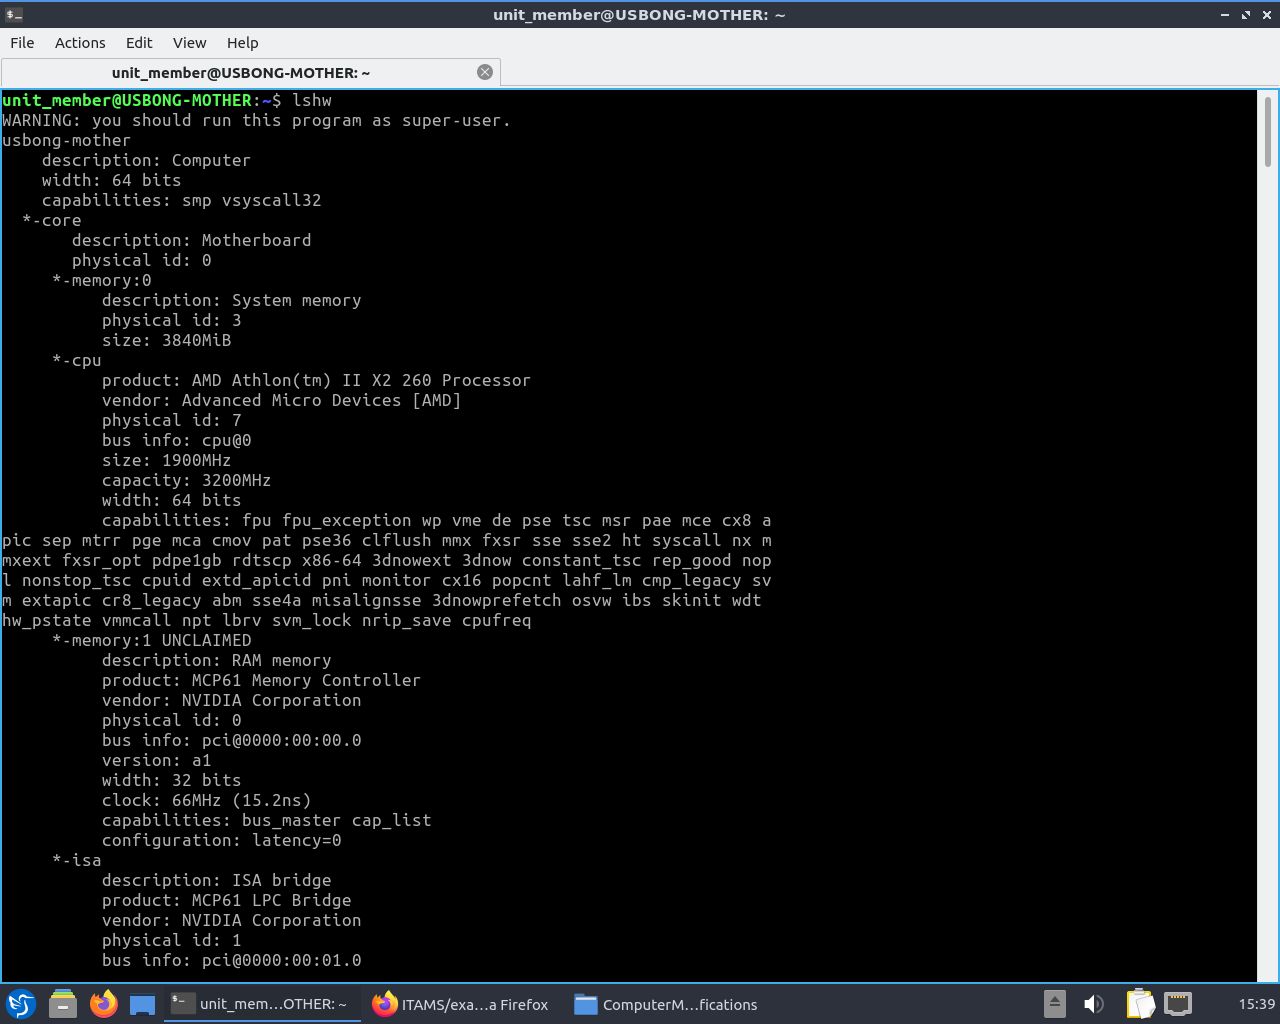 unit_member@USBONG-MOTHER: ~
File Actions Edit View Help
unit_member@USBONG-MOTHER: ~
unit_member@USBONG-MOTHER:~$ lshw
WARNING: you should run this program as super-user.
usbong-mother
description: Computer
width: 64 bits
capabilities: smp vsyscall32
*-core
description: Motherboard
physical id: 0
*-memory:0
description: System memory
physical id: 3
size: 3840MiB
*-cpu
product: AMD Athlon(tm) II X2 260 Processor
vendor: Advanced Micro Devices [AMD]
physical id: 7
bus info: cpu@0
size: 1900MHz
capacity: 3200MHz
width: 64 bits
capabilities: fpu fpu_exception wp vme de pse tsc msr pae mce cx8 a
pic sep mtrr pge mca cmov pat pse36 clflush mmx fxsr sse sse2 ht syscall nx m
mxext fxsr_opt pdpe1gb rdtscp x86-64 3dnowext 3dnow constant_tsc rep_good nop
l nonstop_tsc cpuid extd_apicid pni monitor cx16 popcnt lahf_lm cmp_legacy sv
m extapic cr8_legacy abm sse4a misalignsse 3dnowprefetch osvw ibs skinit wdt
hw_pstate vmmcall npt lbrv svm_lock nrip_save cpufreq
*-memory:1 UNCLAIMED
description: RAM memory
product: MCP61 Memory Controller
vendor: NVIDIA Corporation
physical id: 0
bus info: pci@0000:00:00.0
version: a1
width: 32 bits
clock: 66MHz (15.2ns)
capabilities: bus_master cap_list
configuration: latency=0
*-isa
description: ISA bridge
product: MCP61 LPC Bridge
vendor: NVIDIA Corporation
physical id: 1
bus info: pci@0000:00:01.0
unit_mem...OTHER: ~ ITAMS/exa...a Firefox ComputerM...fications 15:39